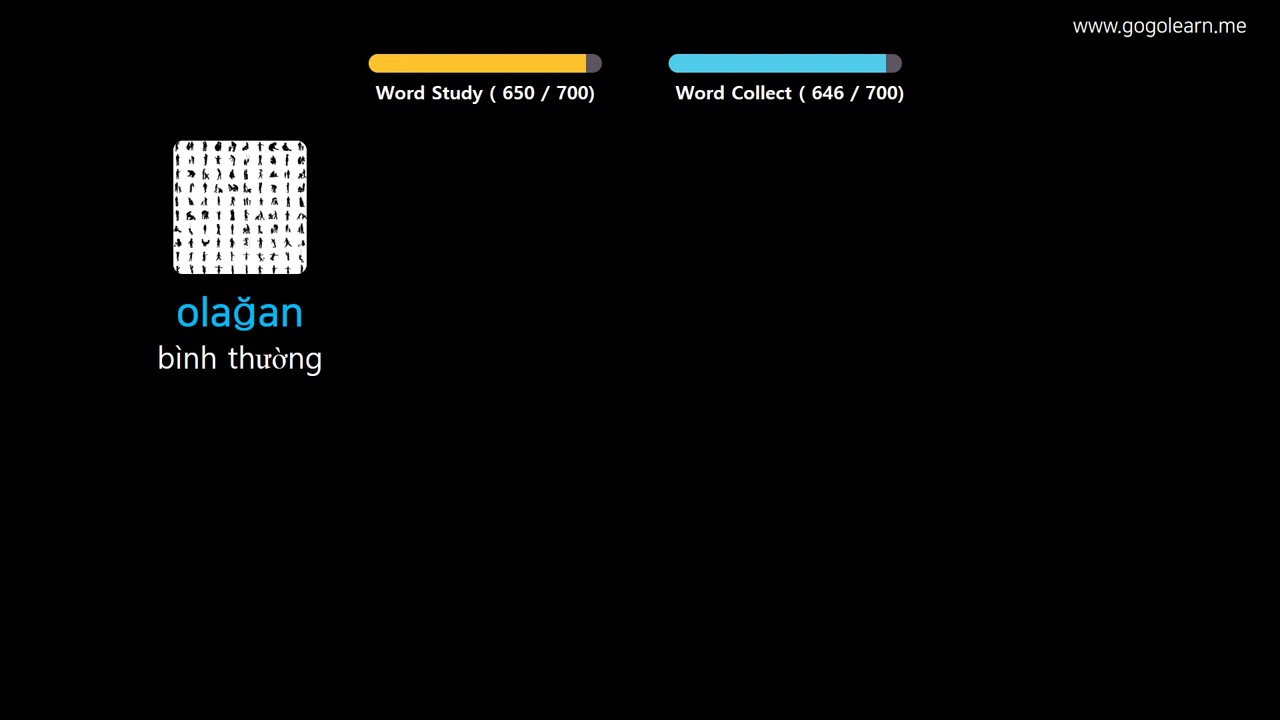 www.gogolearn.me
Word Study ( 650 / 700)
Word Collect ( 646 / 700)
olağan
bình thường